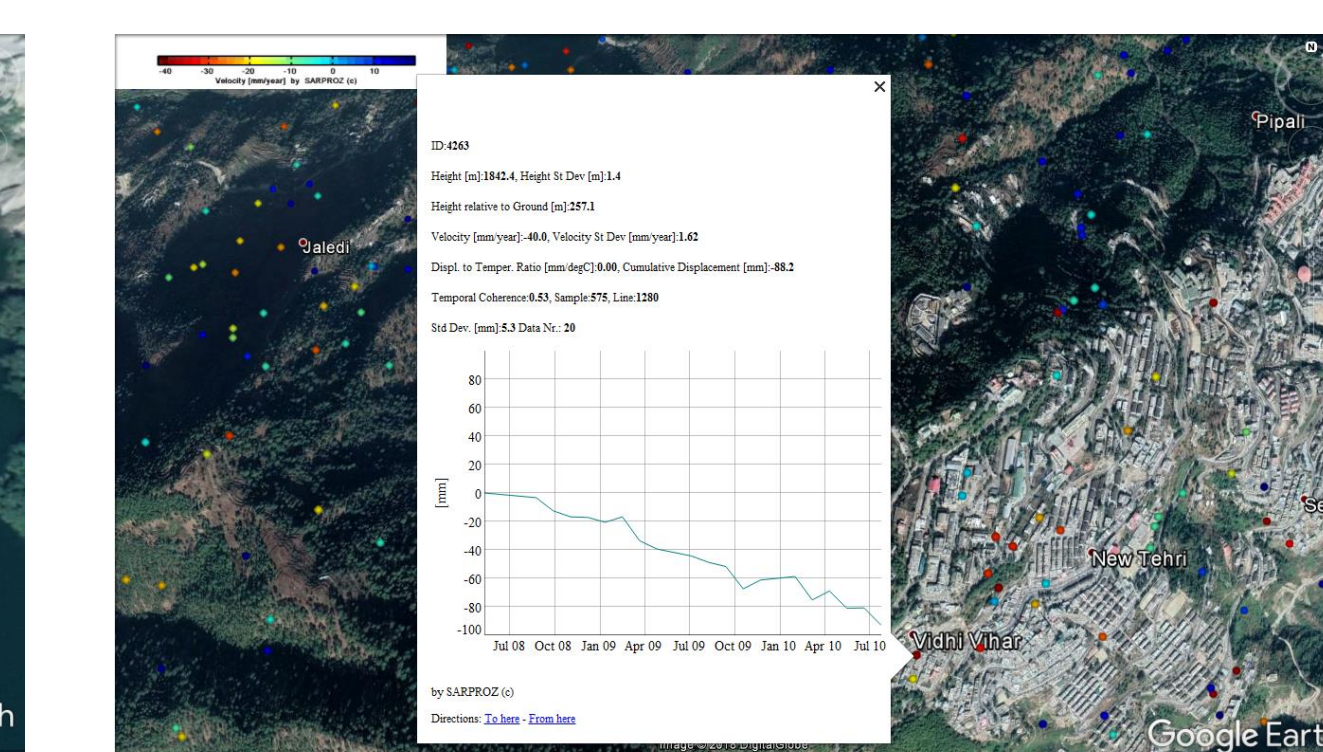 -40 -30 -20 -10 0 10
Velocity [mm/year] by SARPROZ (c)
N
Pipali
ID:4263
Height [m]:1842.4, Height St Dev [m]:1.4
Height relative to Ground [m]:257.1
Velocity [mm/year]:-40.0, Velocity St Dev [mm/year]:1.62
Displ. to Temper. Ratio [mm/degC]:0.00, Cumulative Displacement [mm]:-88.2
Temporal Coherence:0.53, Sample:575, Line:1280
Std Dev. [mm]:5.3 Data Nr.: 20
Jaledi
80
60
40
20
0
-20
-40
-60
-80
-100
[mm]
Jul 08 Oct 08 Jan 09 Apr 09 Jul 09 Oct 09 Jan 10 Apr 10 Jul 10
Se
New Tehri
Vidhi Vihar
by SARPROZ (c)
Directions: To here - From here
h
Image © 2018 DigitalGlobe
Google Eart